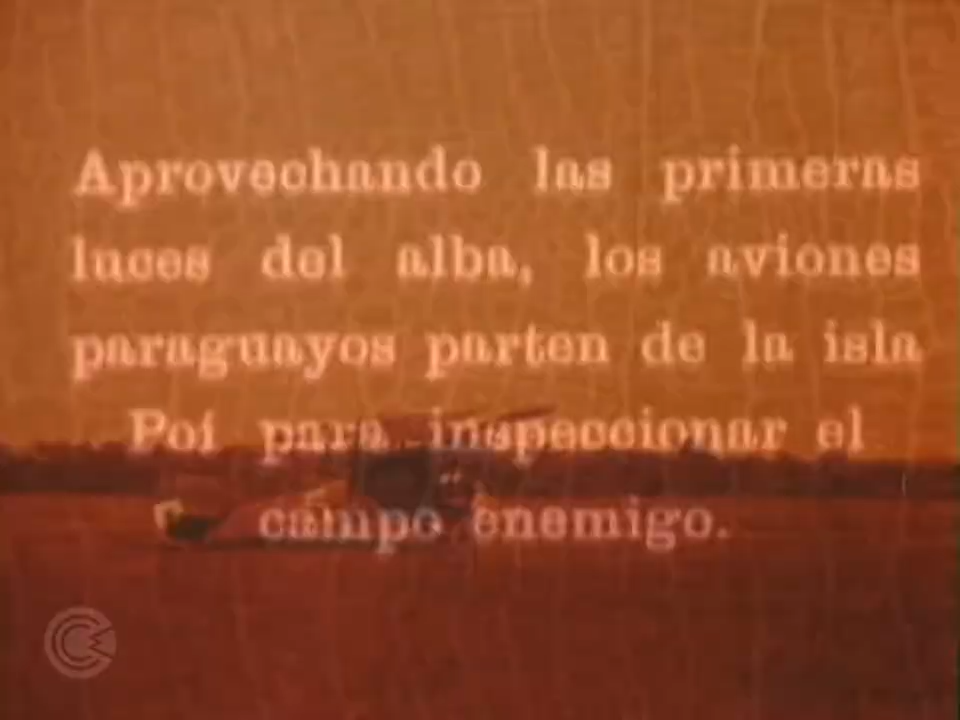 Aprovechando las primeras
luces del alba, los aviones
paraguayos parten de la isla
Poí para inspeccionar el
campo enemigo.